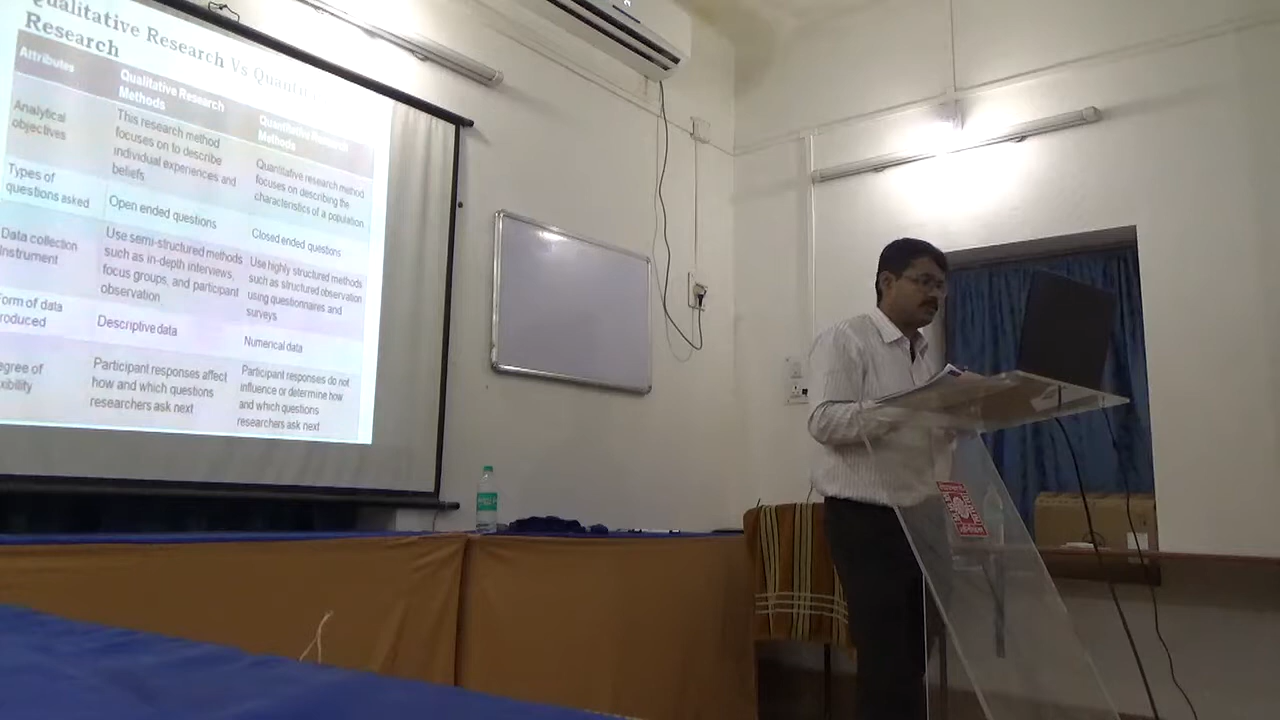 Qualitative Research Vs
Research
Attributes
Qualitative Research
Methods
Quantitative Research
Methods
Analytical
objectives
This research method
focuses on to describe
individual experiences and
beliefs
Quantitative research method
focuses on describing the
characteristics of a population
Types of
questions asked
Open ended questions
Closed ended questions
Data collection
Instrument
Use semi-structured methods
such as in-depth interviews,
focus groups, and participant
observation
Use highly structured methods
such as structured observation
using questionnaires and
surveys
Form of data
roduced
Descriptive data
Numerical data
egree of
xibility
Participant responses affect
how and which questions
researchers ask next
Participant responses do not
influence or determine how
and which questions
researchers ask next